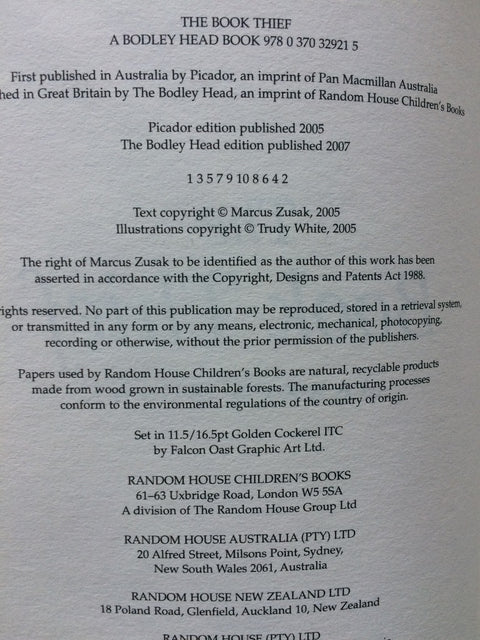 THE BOOK THIEF
A BODLEY HEAD BOOK 978 0 370 32921 5
First published in Australia by Picador, an imprint of Pan Macmillan Australia
hed in Great Britain by The Bodley Head, an imprint of Random House Children's Books
Picador edition published 2005
The Bodley Head edition published 2007
1 3 5 7 9 10 8 6 4 2
Text copyright © Marcus Zusak, 2005
Illustrations copyright © Trudy White, 2005
The right of Marcus Zusak to be identified as the author of this work has been
asserted in accordance with the Copyright, Designs and Patents Act 1988.
ights reserved. No part of this publication may be reproduced, stored in a retrieval system,
or transmitted in any form or by any means, electronic, mechanical, photocopying,
recording or otherwise, without the prior permission of the publishers.
Papers used by Random House Children's Books are natural, recyclable products
made from wood grown in sustainable forests. The manufacturing processes
conform to the environmental regulations of the country of origin.
Set in 11.5/16.5pt Golden Cockerel ITC
by Falcon Oast Graphic Art Ltd.
RANDOM HOUSE CHILDREN'S BOOKS
61–63 Uxbridge Road, London W5 5SA
A division of The Random House Group Ltd
RANDOM HOUSE AUSTRALIA (PTY) LTD
20 Alfred Street, Milsons Point, Sydney,
New South Wales 2061, Australia
RANDOM HOUSE NEW ZEALAND LTD
18 Poland Road, Glenfield, Auckland 10, New Zealand
RANDOM HOUSE (PTY) LTD